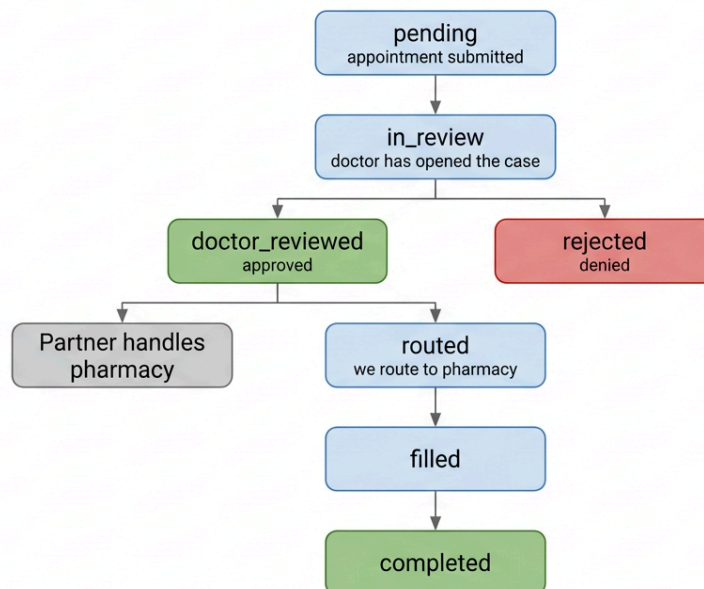 pending
appointment submitted
in_review
doctor has opened the case
doctor_reviewed
approved
rejected
denied
Partner handles
pharmacy
routed
we route to pharmacy
filled
completed